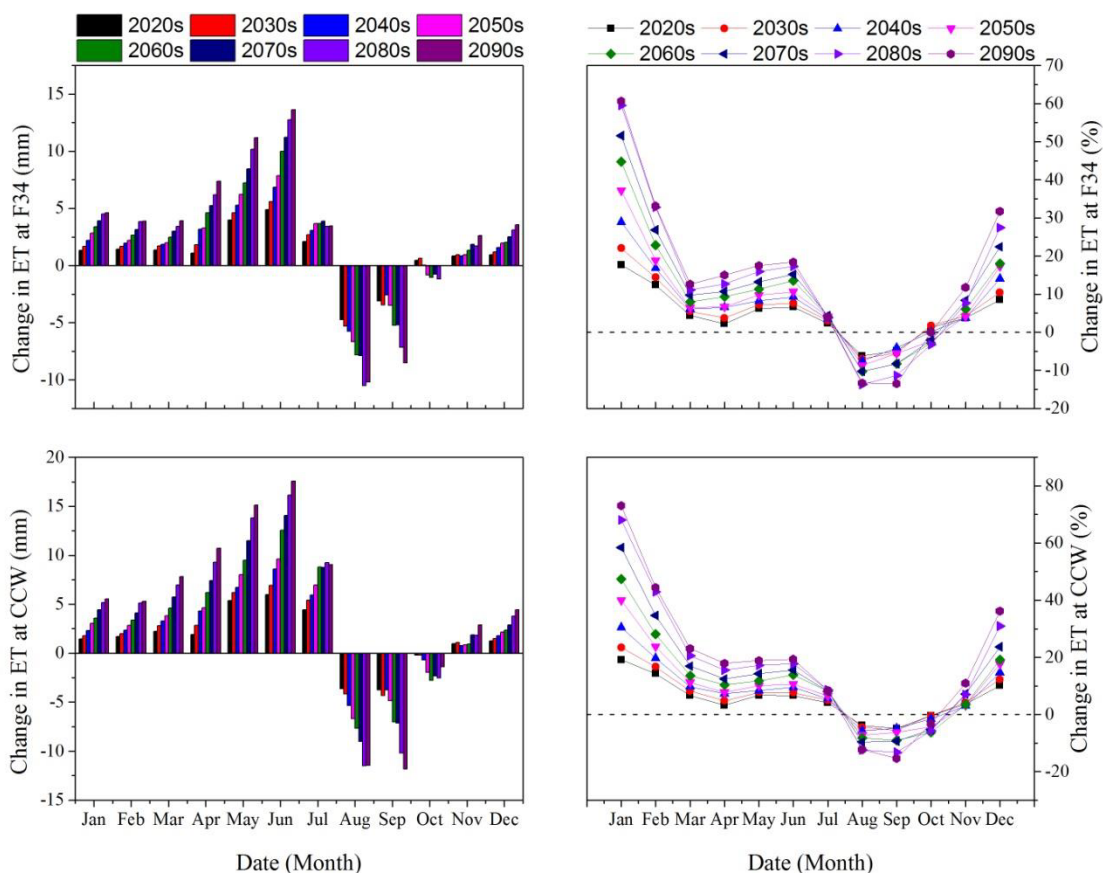 2020s 2030s 2040s 2050s
2060s 2070s 2080s 2090s
2020s 2030s 2040s 2050s
2060s 2070s 2080s 2090s
Change in ET at F34 (mm)
15
10
5
0
-5
-10
Change in ET at F34 (%)
70
60
50
40
30
20
10
0
-10
-20
Change in ET at CCW (mm)
20
15
10
5
0
-5
-10
-15
Jan Feb Mar Apr May Jun Jul Aug Sep Oct Nov Dec
Date (Month)
Change in ET at CCW (%)
80
60
40
20
0
-20
Jan Feb Mar Apr May Jun Jul Aug Sep Oct Nov Dec
Date (Month)